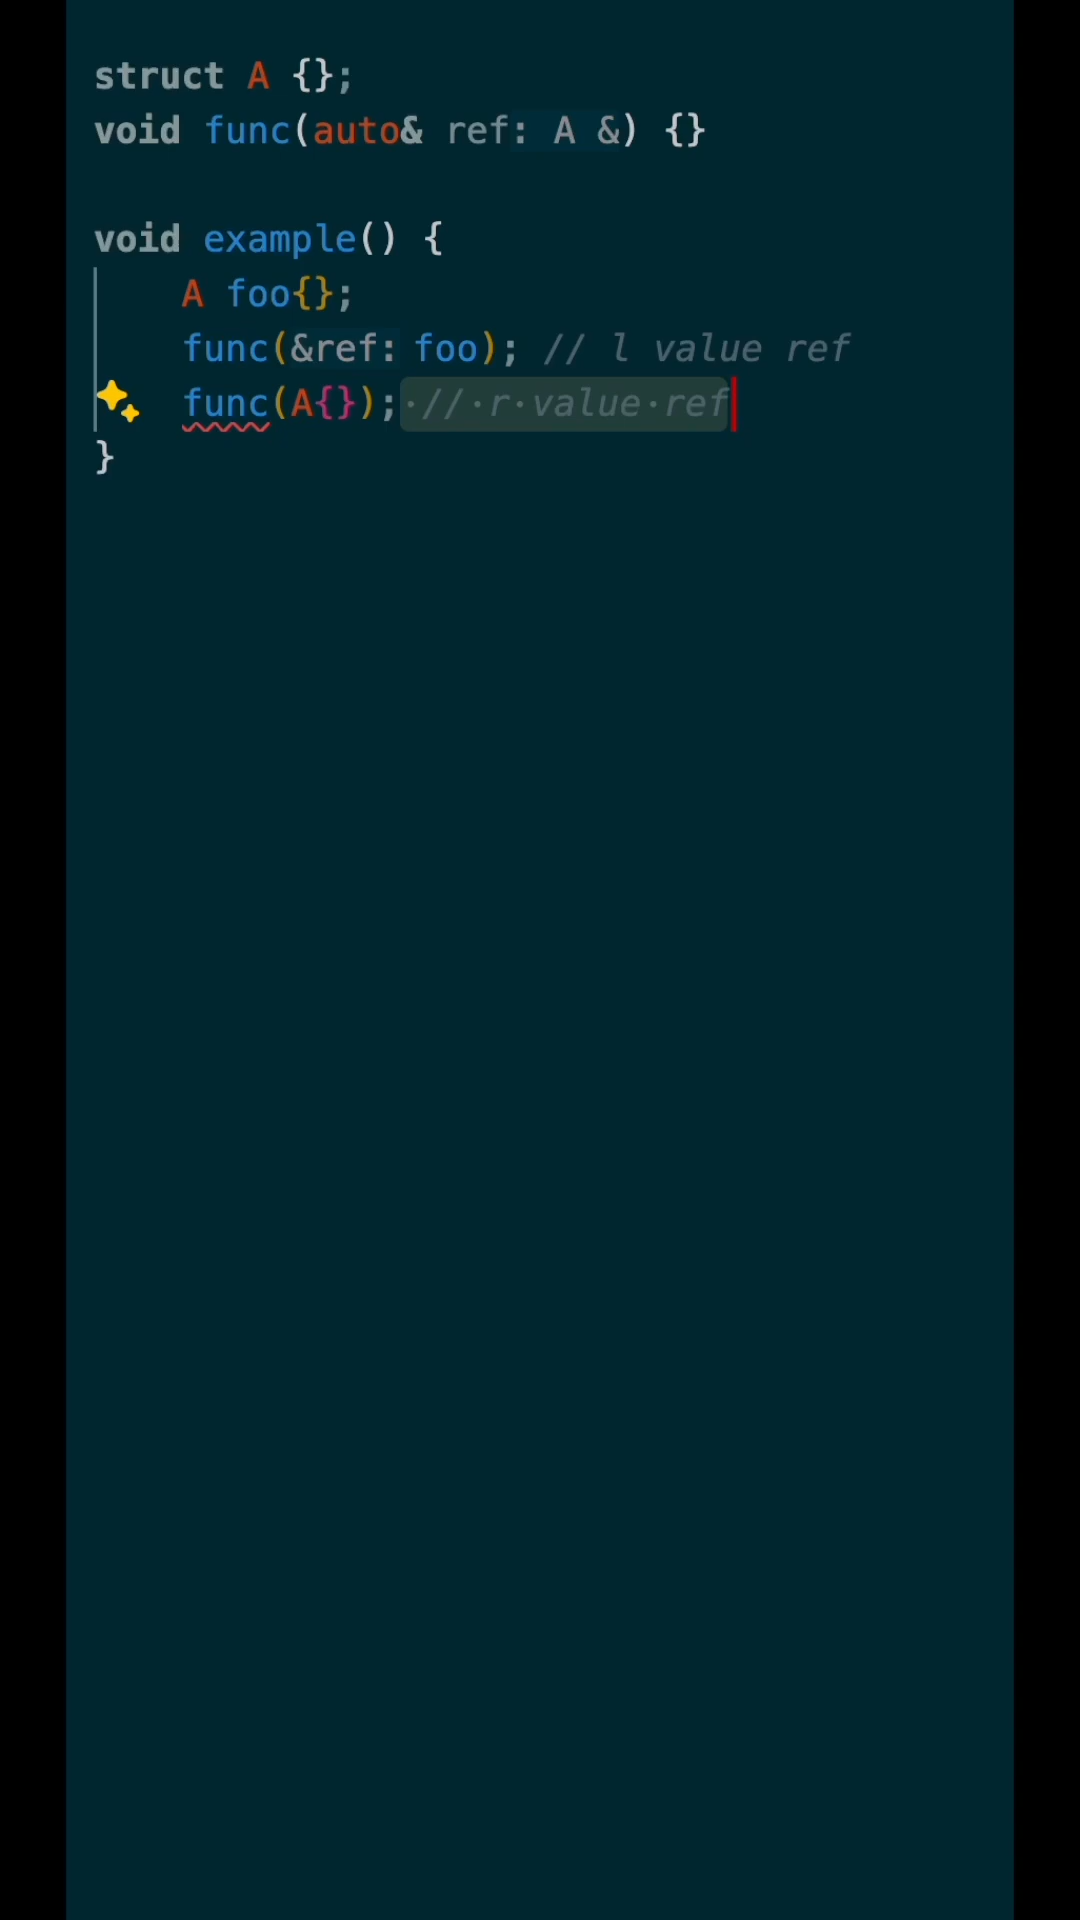 struct A {};
void func(auto& ref: A &) {}
void example() {
A foo{};
func(&ref: foo); // l value ref
func(A{});·//·r·value·ref
}